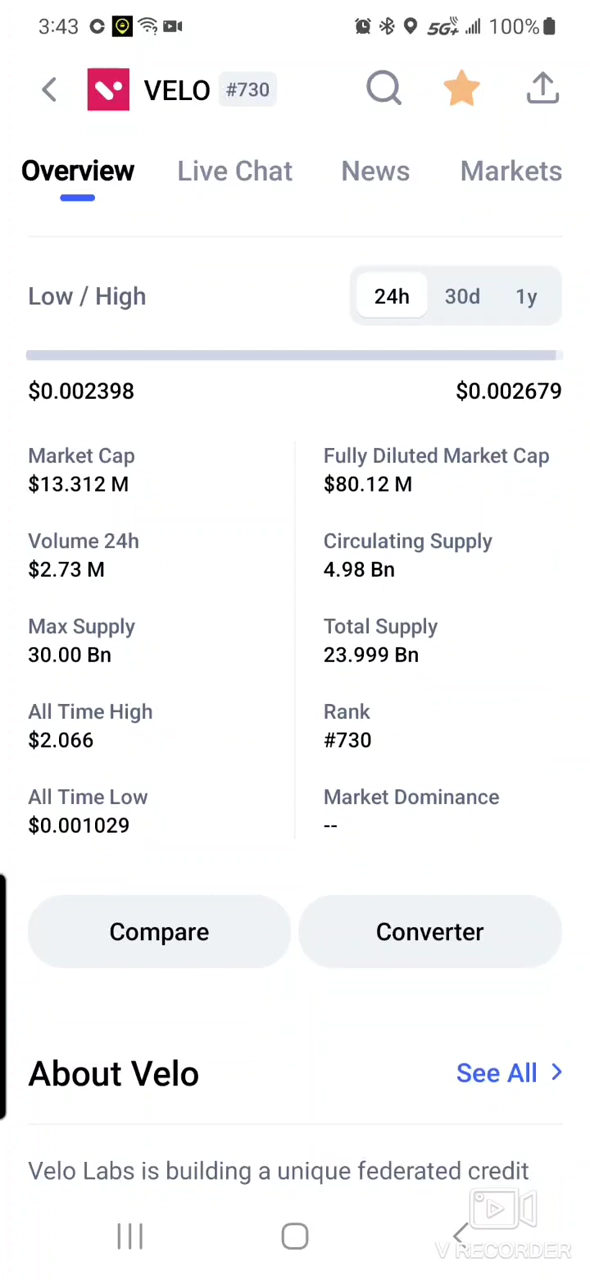 3:43 5G+ 100%
VELO #730
Overview Live Chat News Markets
Low / High 24h 30d 1y
$0.002398 $0.002679
Market Cap Fully Diluted Market Cap
$13.312 M $80.12 M
Volume 24h Circulating Supply
$2.73 M 4.98 Bn
Max Supply Total Supply
30.00 Bn 23.999 Bn
All Time High Rank
$2.066 #730
All Time Low Market Dominance
$0.001029 --
Compare Converter
About Velo See All >
Velo Labs is building a unique federated credit
V RECORDER